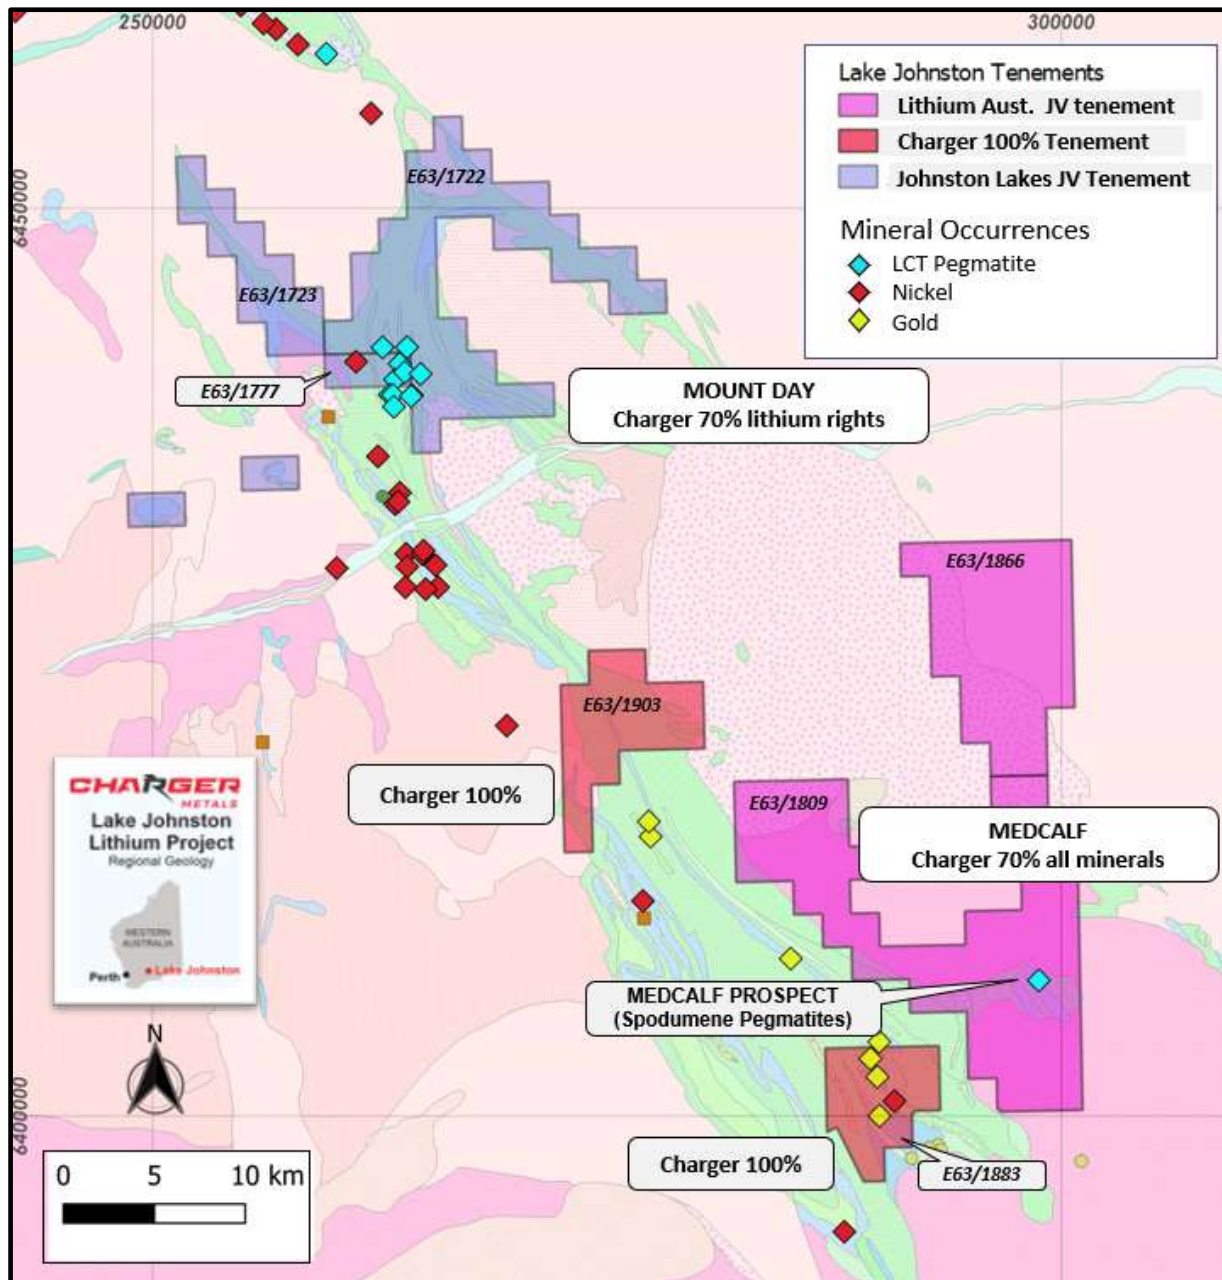 250000
300000
Lake Johnston Tenements
Lithium Aust. JV tenement
Charger 100% Tenement
Johnston Lakes JV Tenement
Mineral Occurrences
LCT Pegmatite
Nickel
Gold
6450000
E63/1722
E63/1723
E63/1777
MOUNT DAY
Charger 70% lithium rights
E63/1866
E63/1903
Charger 100%
E63/1809
MEDCALF
Charger 70% all minerals
CHARGER
METALS
Lake Johnston
Lithium Project
Regional Geology
WESTERN
AUSTRALIA
Perth
Lake Johnston
MEDCALF PROSPECT
(Spodumene Pegmatites)
N
6400000
Charger 100%
E63/1883
0 5 10 km